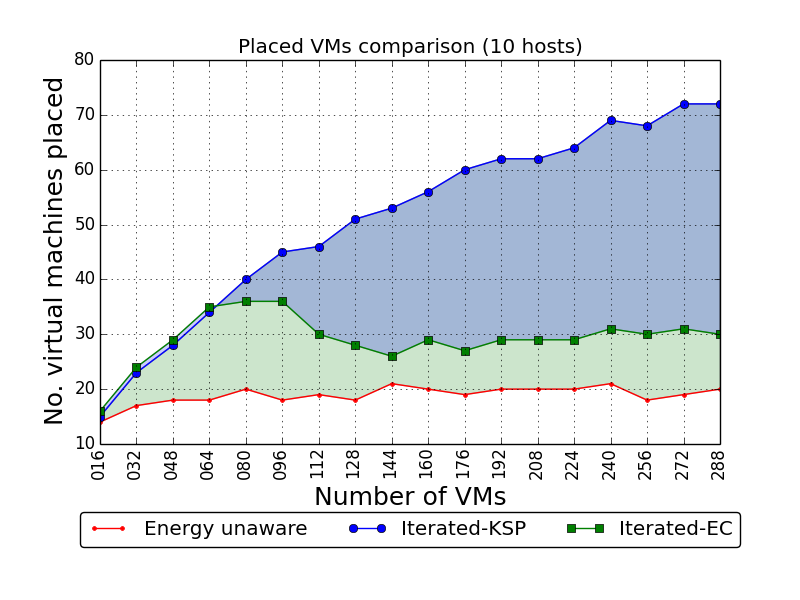 Placed VMs comparison (10 hosts)
No. virtual machines placed
80
70
60
50
40
30
20
10
016 032 048 064 080 096 112 128 144 160 176 192 208 224 240 256 272 288
Number of VMs
Energy unaware Iterated-KSP Iterated-EC